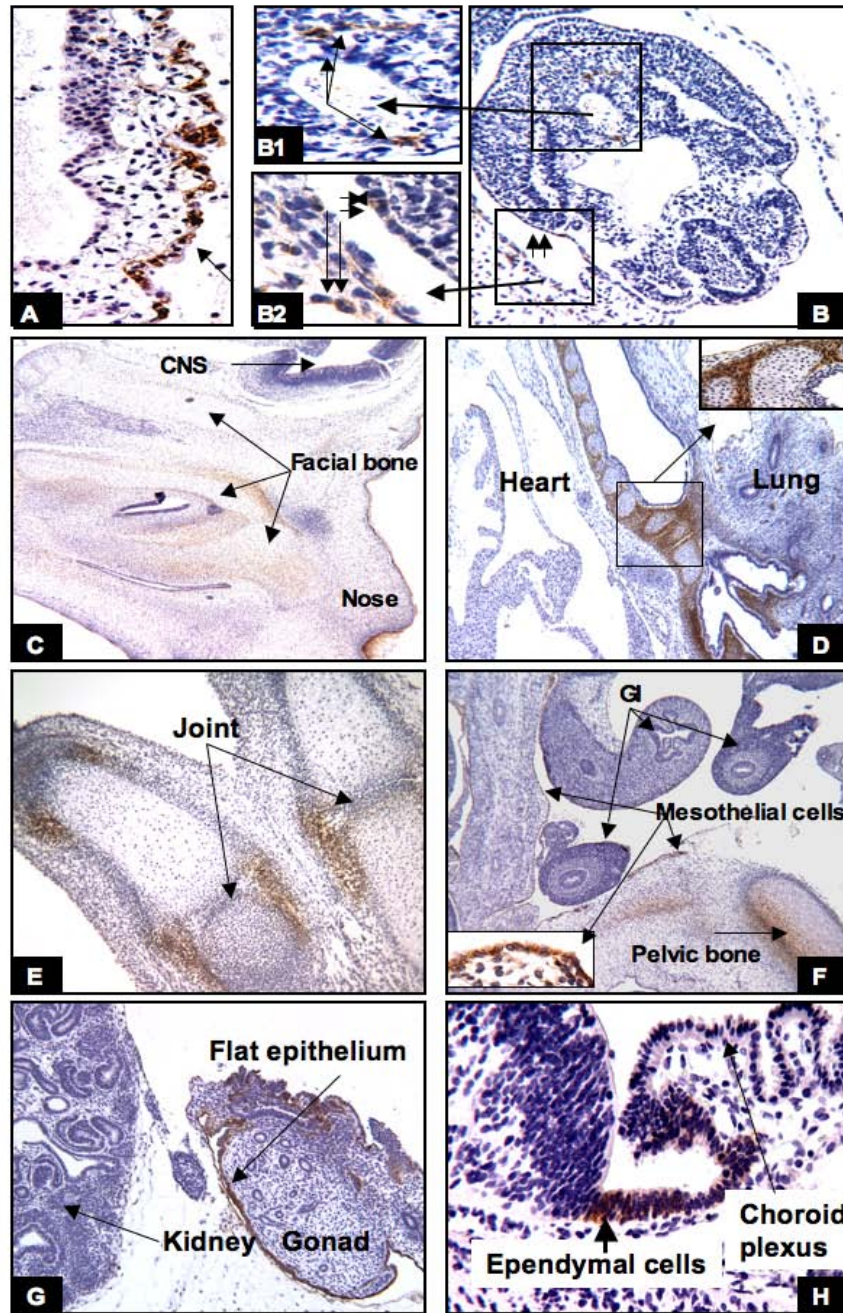 A
B1
B2
B
CNS
Facial bone
Nose
C
Heart
Lung
D
Joint
E
GI
Mesothelial cells
Pelvic bone
F
Flat epithelium
Kidney
Gonad
G
Choroid
plexus
Ependymal cells
H